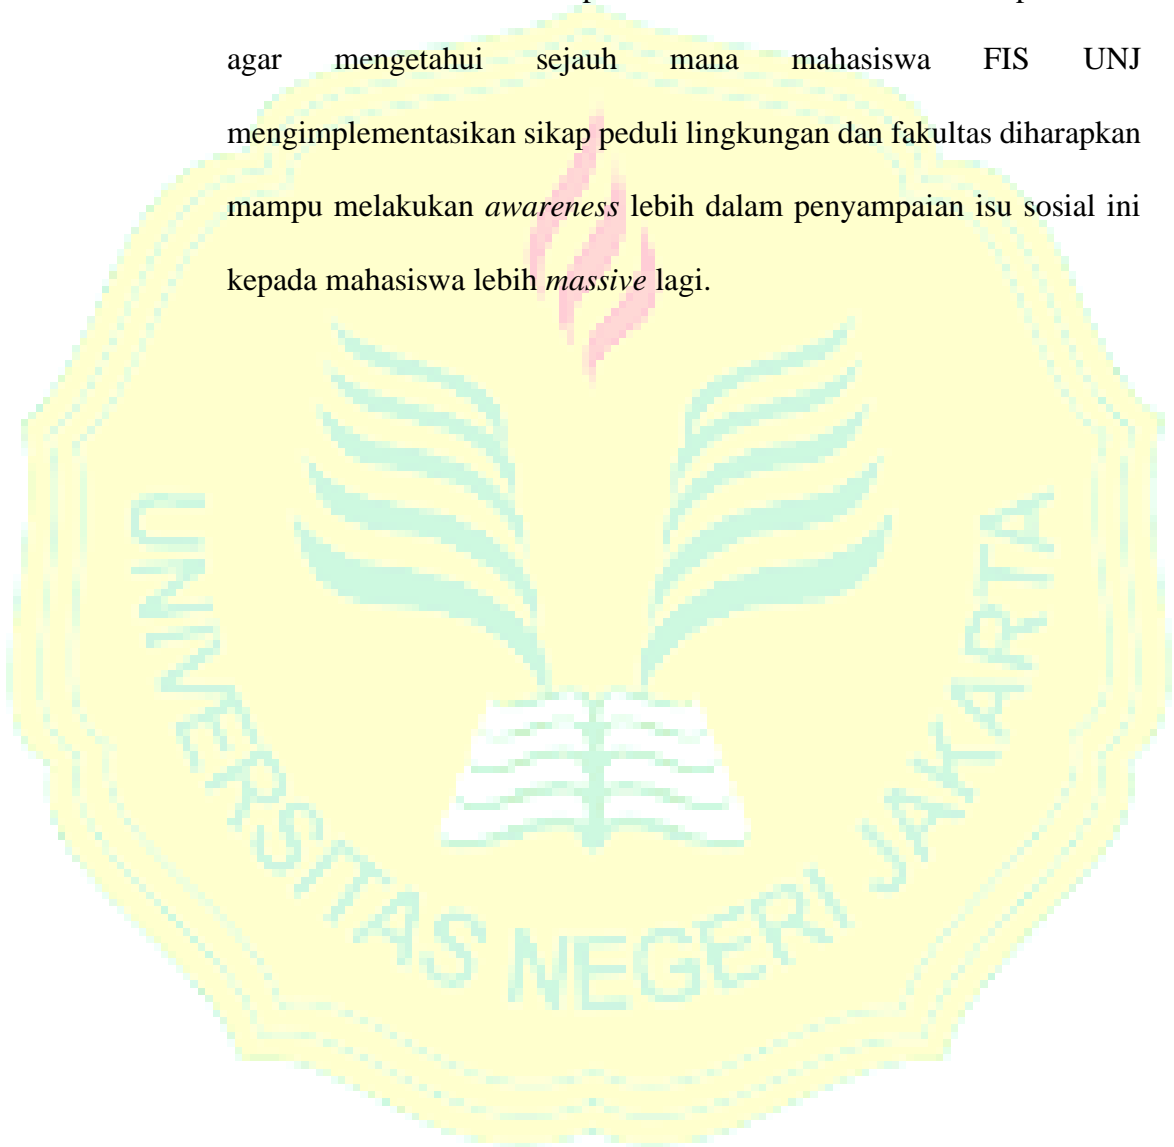 agar mengetahui sejauh mana mahasiswa FIS UNJ
mengimplementasikan sikap peduli lingkungan dan fakultas diharapkan
mampu melakukan awareness lebih dalam penyampaian isu sosial ini
kepada mahasiswa lebih massive lagi.
UNIVERSITAS NEGERI JAKARTA